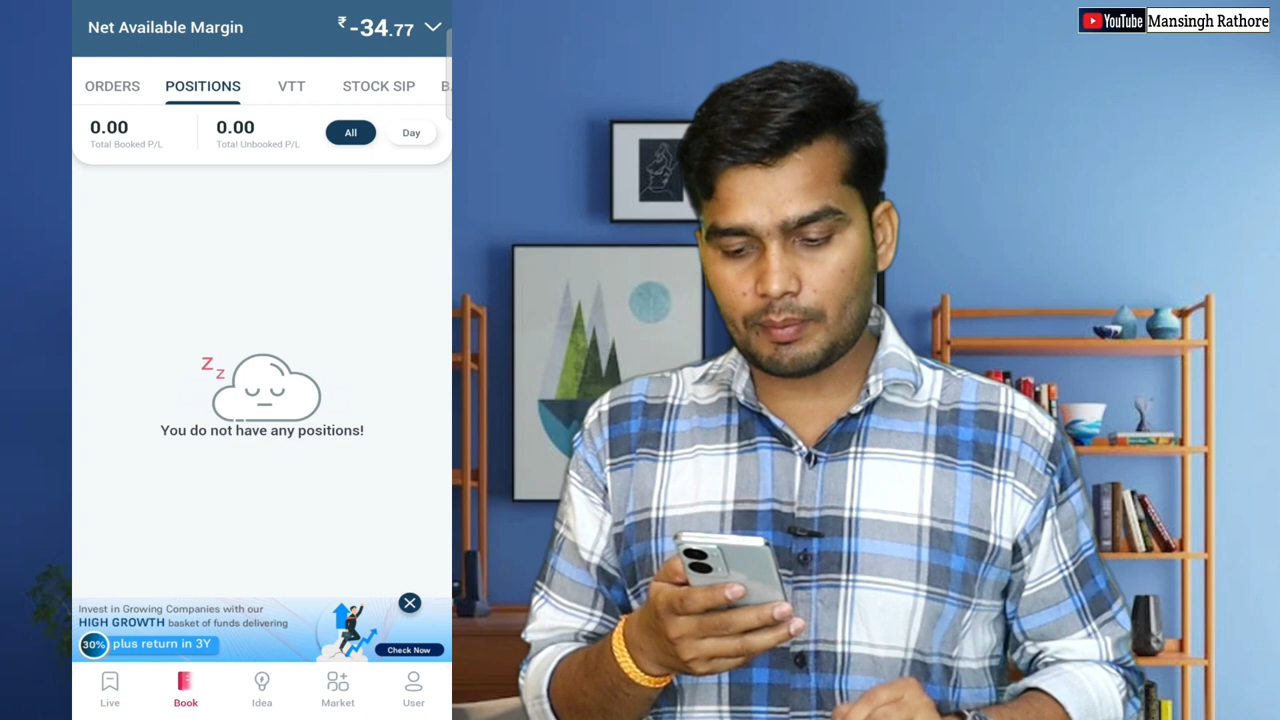 Net Available Margin
₹ -34.77
YouTube Mansingh Rathore
ORDERS POSITIONS VTT STOCK SIP
0.00 0.00 All Day
Total Booked P/L Total Unbooked P/L
Z z
You do not have any positions!
Invest in Growing Companies with our
HIGH GROWTH basket of funds delivering
30% plus return in 3Y
Check Now
Live Book Idea Market User